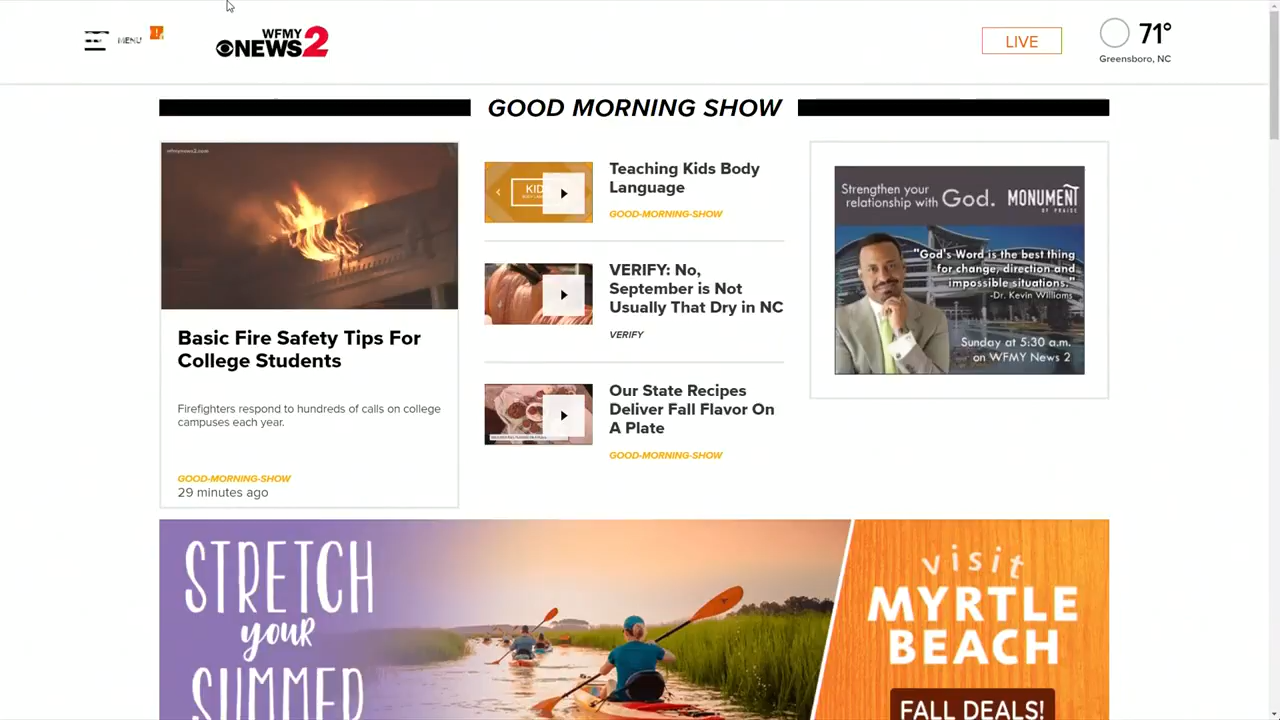 MENU
WFMY
NEWS 2
LIVE
71°
Greensboro, NC
GOOD MORNING SHOW
wfmynews2.com
Basic Fire Safety Tips For
College Students
Firefighters respond to hundreds of calls on college
campuses each year.
GOOD-MORNING-SHOW
29 minutes ago
KID
Teaching Kids Body
Language
GOOD-MORNING-SHOW
VERIFY: No,
September is Not
Usually That Dry in NC
VERIFY
Our State Recipes
Deliver Fall Flavor On
A Plate
GOOD-MORNING-SHOW
Strengthen your
relationship with God.
MONUMENT
OF PRAISE
"God's Word is the best thing
for change, direction and
impossible situations."
-Dr. Kevin Williams
Sunday at 5:30 a.m.
on WFMY News 2
STRETCH
your
SUMMER
visit
MYRTLE
BEACH
FALL DEALS!